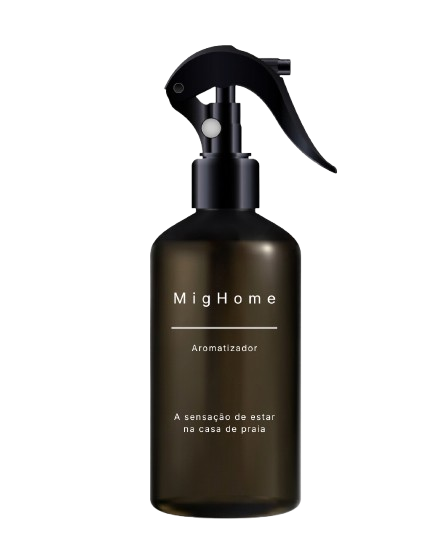 MigHome
Aromatizador
A sensação de estar
na casa de praia